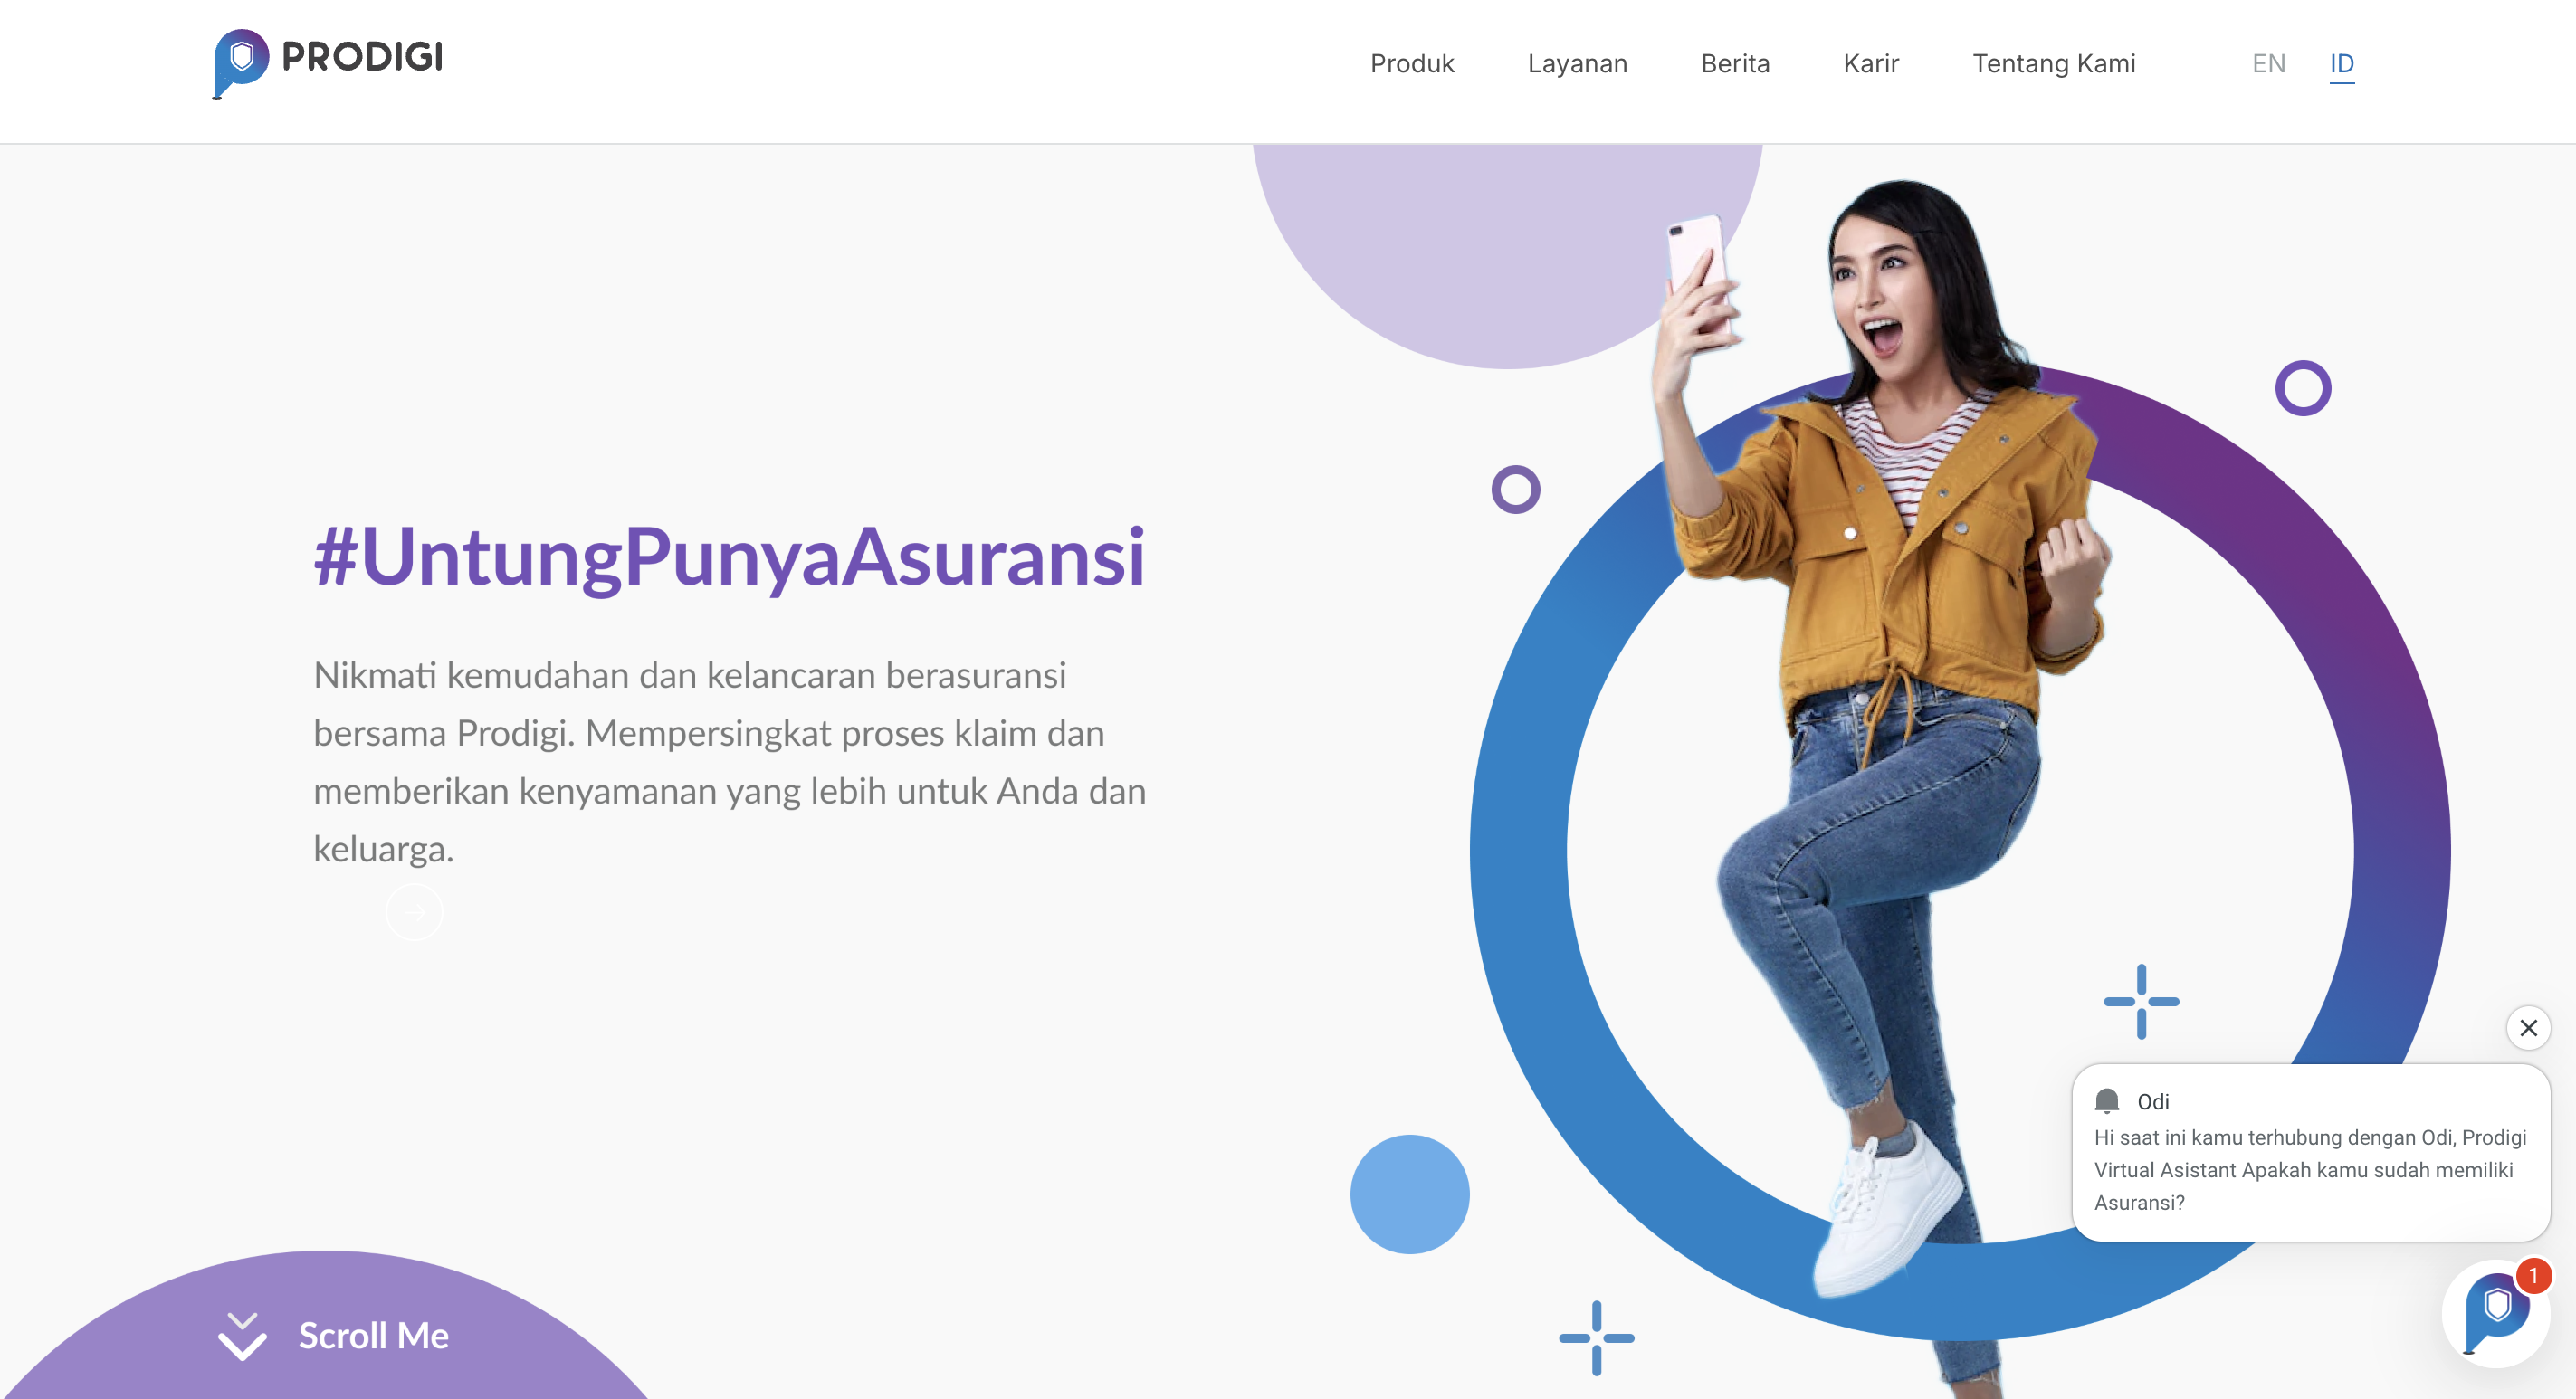 PRODIGI
Produk
Layanan
Berita
Karir
Tentang Kami
EN
ID
#UntungPunyaAsuransi
Nikmati kemudahan dan kelancaran berasuransi
bersama Prodigi. Mempersingkat proses klaim dan
memberikan kenyamanan yang lebih untuk Anda dan
keluarga.
Scroll Me
Odi
Hi saat ini kamu terhubung dengan Odi, Prodigi
Virtual Asistant Apakah kamu sudah memiliki
Asuransi?
1